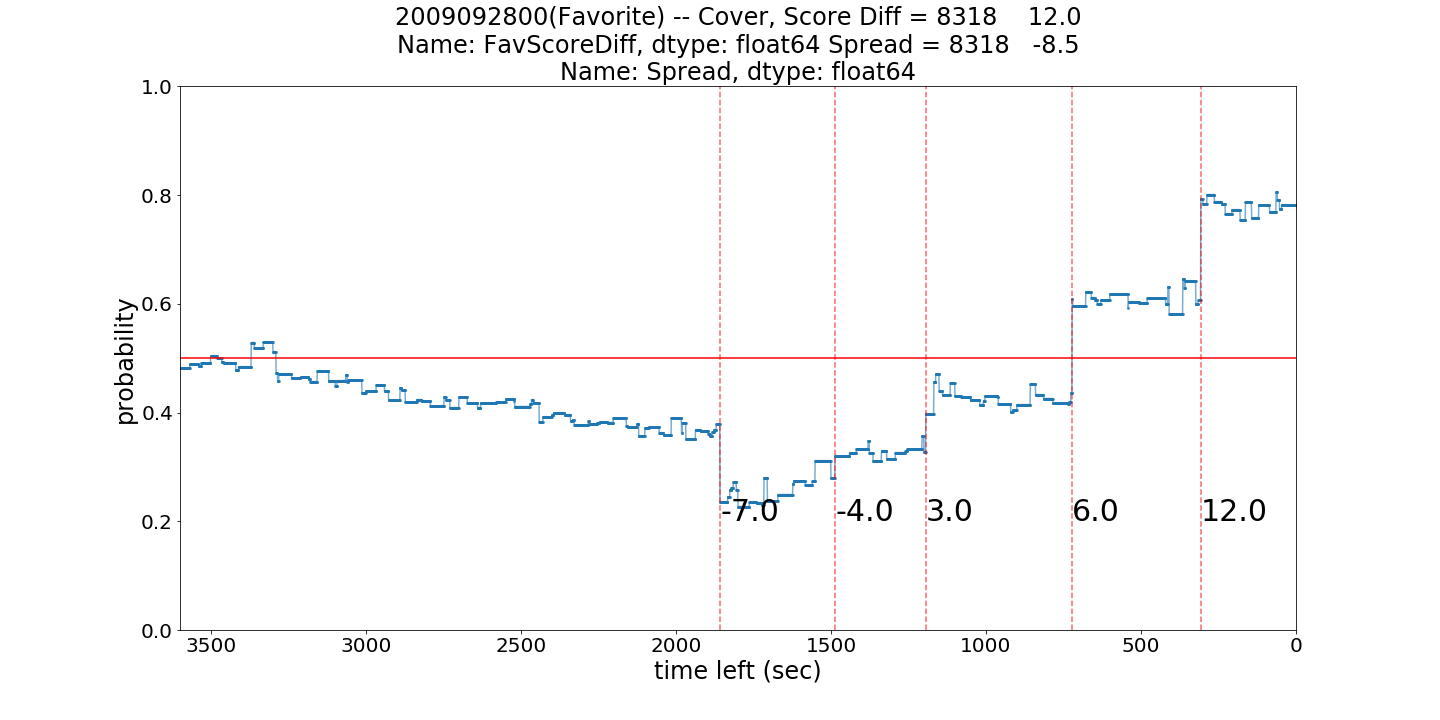 2009092800(Favorite) -- Cover, Score Diff = 8318    12.0
Name: FavScoreDiff, dtype: float64 Spread = 8318   -8.5
Name: Spread, dtype: float64
1.0
0.8
0.6
0.4
0.2
0.0
probability
-7.0
-4.0
3.0
6.0
12.0
3500 3000 2500 2000 1500 1000 500 0
time left (sec)